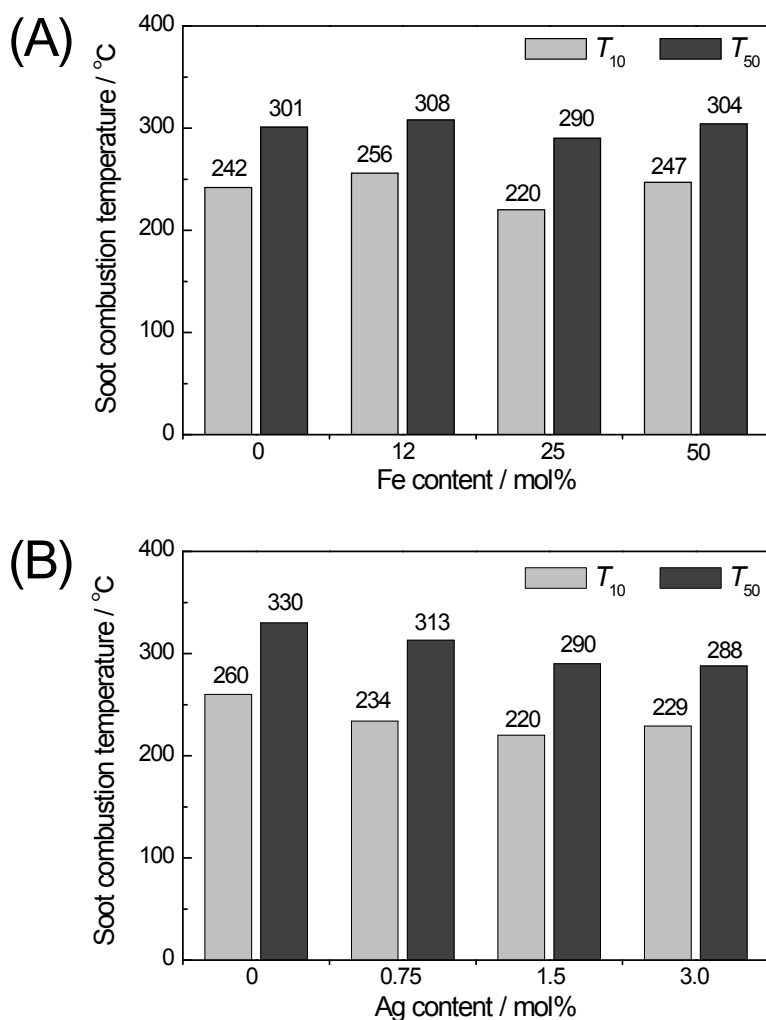 (A)
400
T10 T50
Soot combustion temperature / °C
300
200
100
0
242 301 256 308 220 290 247 304
0 12 25 50
Fe content / mol%
(B)
400
T10 T50
Soot combustion temperature / °C
300
200
100
0
260 330 234 313 220 290 229 288
0 0.75 1.5 3.0
Ag content / mol%